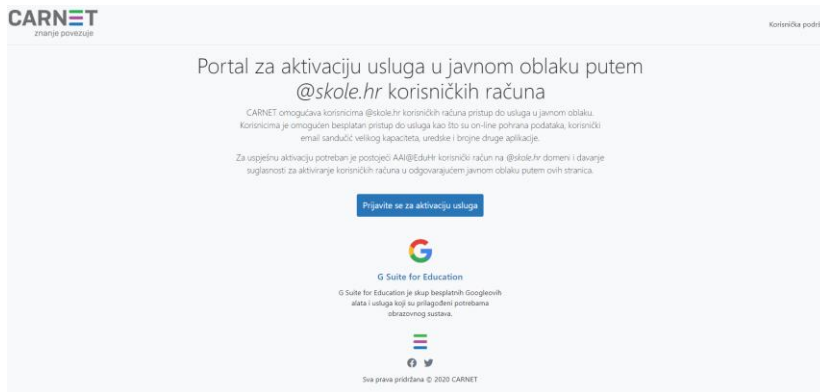 CARNET
znanje povezuje
Korisnička podrš
Portal za aktivaciju usluga u javnom oblaku putem
@skole.hr korisničkih računa
CARNET omogućava korisnicima @skole.hr korisničkih računa pristup do usluga u javnom oblaku.
Korisnicima je omogućen besplatan pristup do usluga kao što su on-line pohrana podataka, korisnički
email sandučić velikog kapaciteta, uredske i brojne druge aplikacije.
Za uspješnu aktivaciju potreban je postojeći AAI@EduHr korisnički račun na @skole.hr domeni i davanje
suglasnosti za aktiviranje korisničkih računa u odgovarajućem javnom oblaku putem ovih stranica.
Prijavite se za aktivaciju usluga
G Suite for Education
G Suite for Education je skup besplatnih Googleovih
alata i usluga koji su prilagođeni potrebama
obrazovnog sustava.
Sva prava pridržana © 2020 CARNET